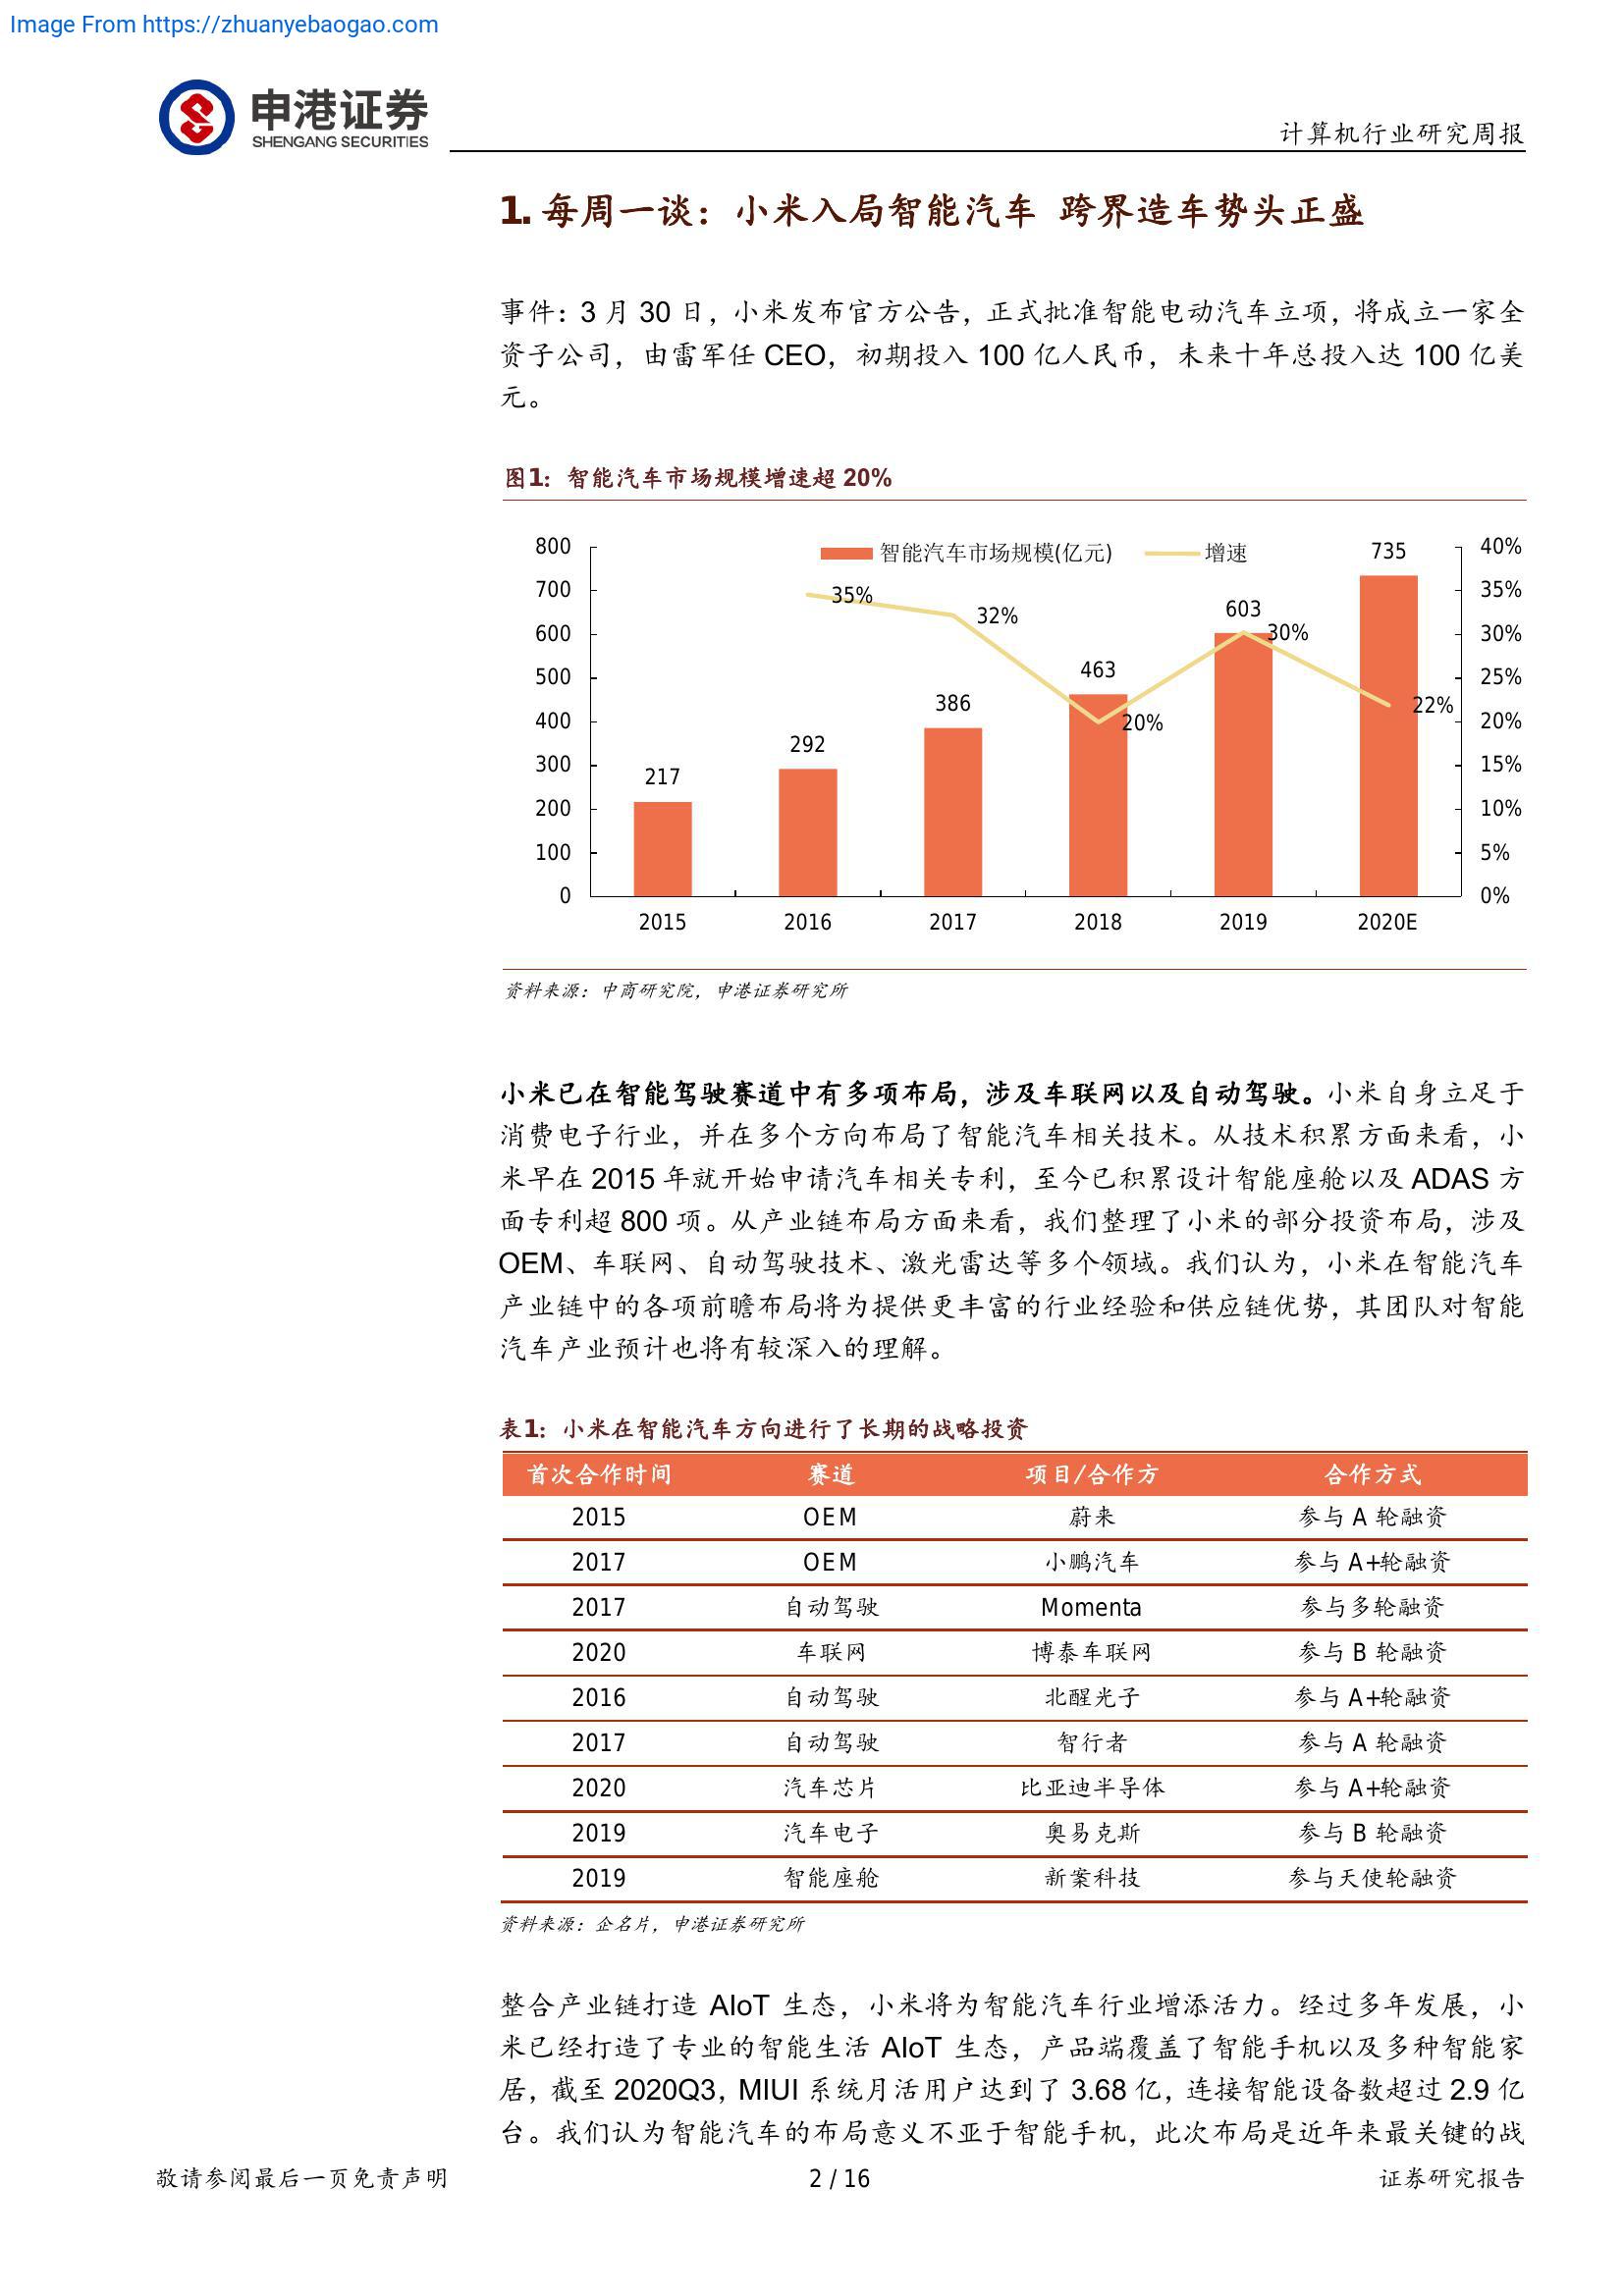 Image From https://zhuanyebaogao.com
申港证券
SHENGANG SECURITIES
计算机行业研究周报
1. 每周一谈：小米入局智能汽车 跨界造车势头正盛
事件：3 月 30 日，小米发布官方公告，正式批准智能电动汽车立项，将成立一家全
资子公司，由雷军任 CEO，初期投入 100 亿人民币，未来十年总投入达 100 亿美
元。
图1：智能汽车市场规模增速超 20%
智能汽车市场规模(亿元) 增速
800 735 40%
700 35% 35%
600 32% 603 30% 30%
500 463 25%
400 386 20% 22% 20%
300 292 15%
200 217 10%
100 5%
0 0%
2015 2016 2017 2018 2019 2020E
资料来源：中商研究院，申港证券研究所
小米已在智能驾驶赛道中有多项布局，涉及车联网以及自动驾驶。小米自身立足于
消费电子行业，并在多个方向布局了智能汽车相关技术。从技术积累方面来看，小
米早在 2015 年就开始申请汽车相关专利，至今已积累设计智能座舱以及 ADAS 方
面专利超 800 项。从产业链布局方面来看，我们整理了小米的部分投资布局，涉及
OEM、车联网、自动驾驶技术、激光雷达等多个领域。我们认为，小米在智能汽车
产业链中的各项前瞻布局将为提供更丰富的行业经验和供应链优势，其团队对智能
汽车产业预计也将有较深入的理解。
表1：小米在智能汽车方向进行了长期的战略投资
首次合作时间 赛道 项目/合作方 合作方式
2015 OEM 蔚来 参与 A 轮融资
2017 OEM 小鹏汽车 参与 A+轮融资
2017 自动驾驶 Momenta 参与多轮融资
2020 车联网 博泰车联网 参与 B 轮融资
2016 自动驾驶 北醒光子 参与 A+轮融资
2017 自动驾驶 智行者 参与 A 轮融资
2020 汽车芯片 比亚迪半导体 参与 A+轮融资
2019 汽车电子 奥易克斯 参与 B 轮融资
2019 智能座舱 新案科技 参与天使轮融资
资料来源：企名片，申港证券研究所
整合产业链打造 AIoT 生态，小米将为智能汽车行业增添活力。经过多年发展，小
米已经打造了专业的智能生活 AIoT 生态，产品端覆盖了智能手机以及多种智能家
居，截至 2020Q3，MIUI 系统月活用户达到了 3.68 亿，连接智能设备数超过 2.9 亿
台。我们认为智能汽车的布局意义不亚于智能手机，此次布局是近年来最关键的战
敬请参阅最后一页免责声明 2 / 16 证券研究报告